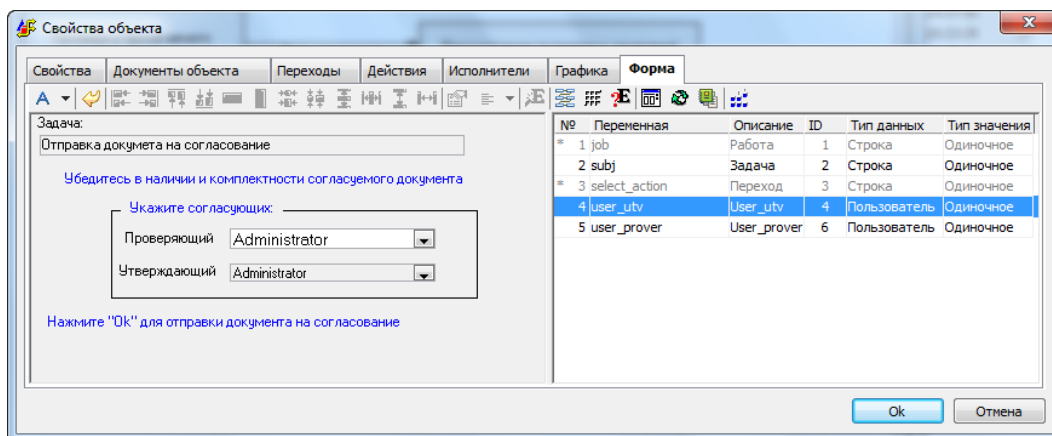 Свойства объекта
Свойства Документы объекта Переходы Действия Исполнители Графика Форма
Задача:
Отправка докумета на согласование
Убедитесь в наличии и комплектности согласуемого документа
Укажите согласующих:
Проверяющий Administrator
Утверждающий Administrator
Нажмите "Ok" для отправки документа на согласование
№ Переменная Описание ID Тип данных Тип значения
* 1 job Работа 1 Строка Одиночное
2 subj Задача 2 Строка Одиночное
* 3 select_action Переход 3 Строка Одиночное
4 user_utv User_utv 4 Пользователь Одиночное
5 user_prover User_prover 6 Пользователь Одиночное
Ok Отмена